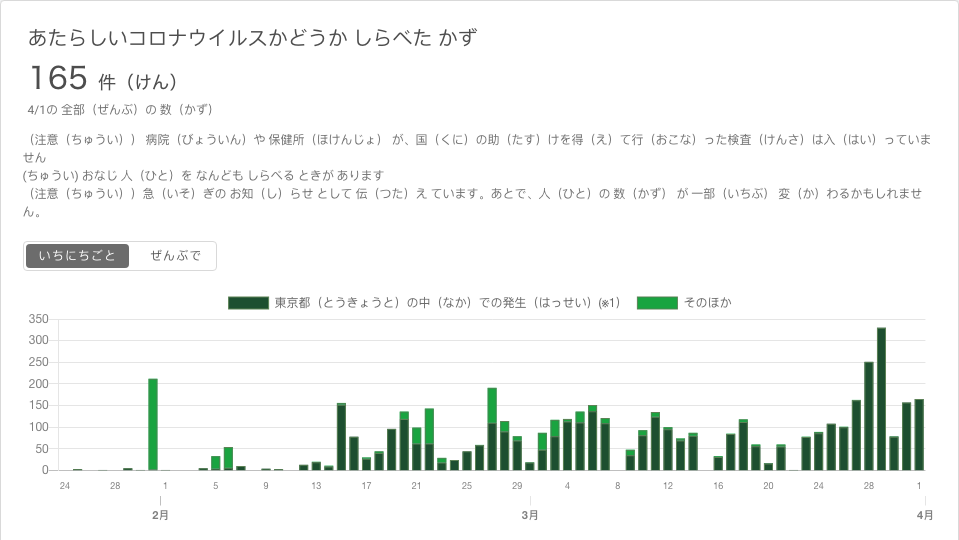 あたらしいコロナウイルスかどうか しらべた かず
165 件（けん）
4/1の 全部（ぜんぶ）の 数（かず）
（注意（ちゅうい）） 病院（びょういん）や 保健所（ほけんじょ） が、国（くに）の助（たす）けを得（え）て行（おこな）った検査（けんさ）は入（はい）っていま
せん
(ちゅうい) おなじ 人（ひと）を なんども しらべる ときが あります
（注意（ちゅうい））急（いそ）ぎの お知（し）らせ として 伝（つた）え ています。あとで、人（ひと）の 数（かず） が 一部（いちぶ） 変（か）わるかもしれませ
ん。
いちにちごと ぜんぶで
東京都（とうきょうと）の中（なか）での発生（はっせい）(※1) そのほか
350
300
250
200
150
100
50
0
24 28 1 5 9 13 17 21 25 29 4 8 12 16 20 24 28 1
2月 3月 4月